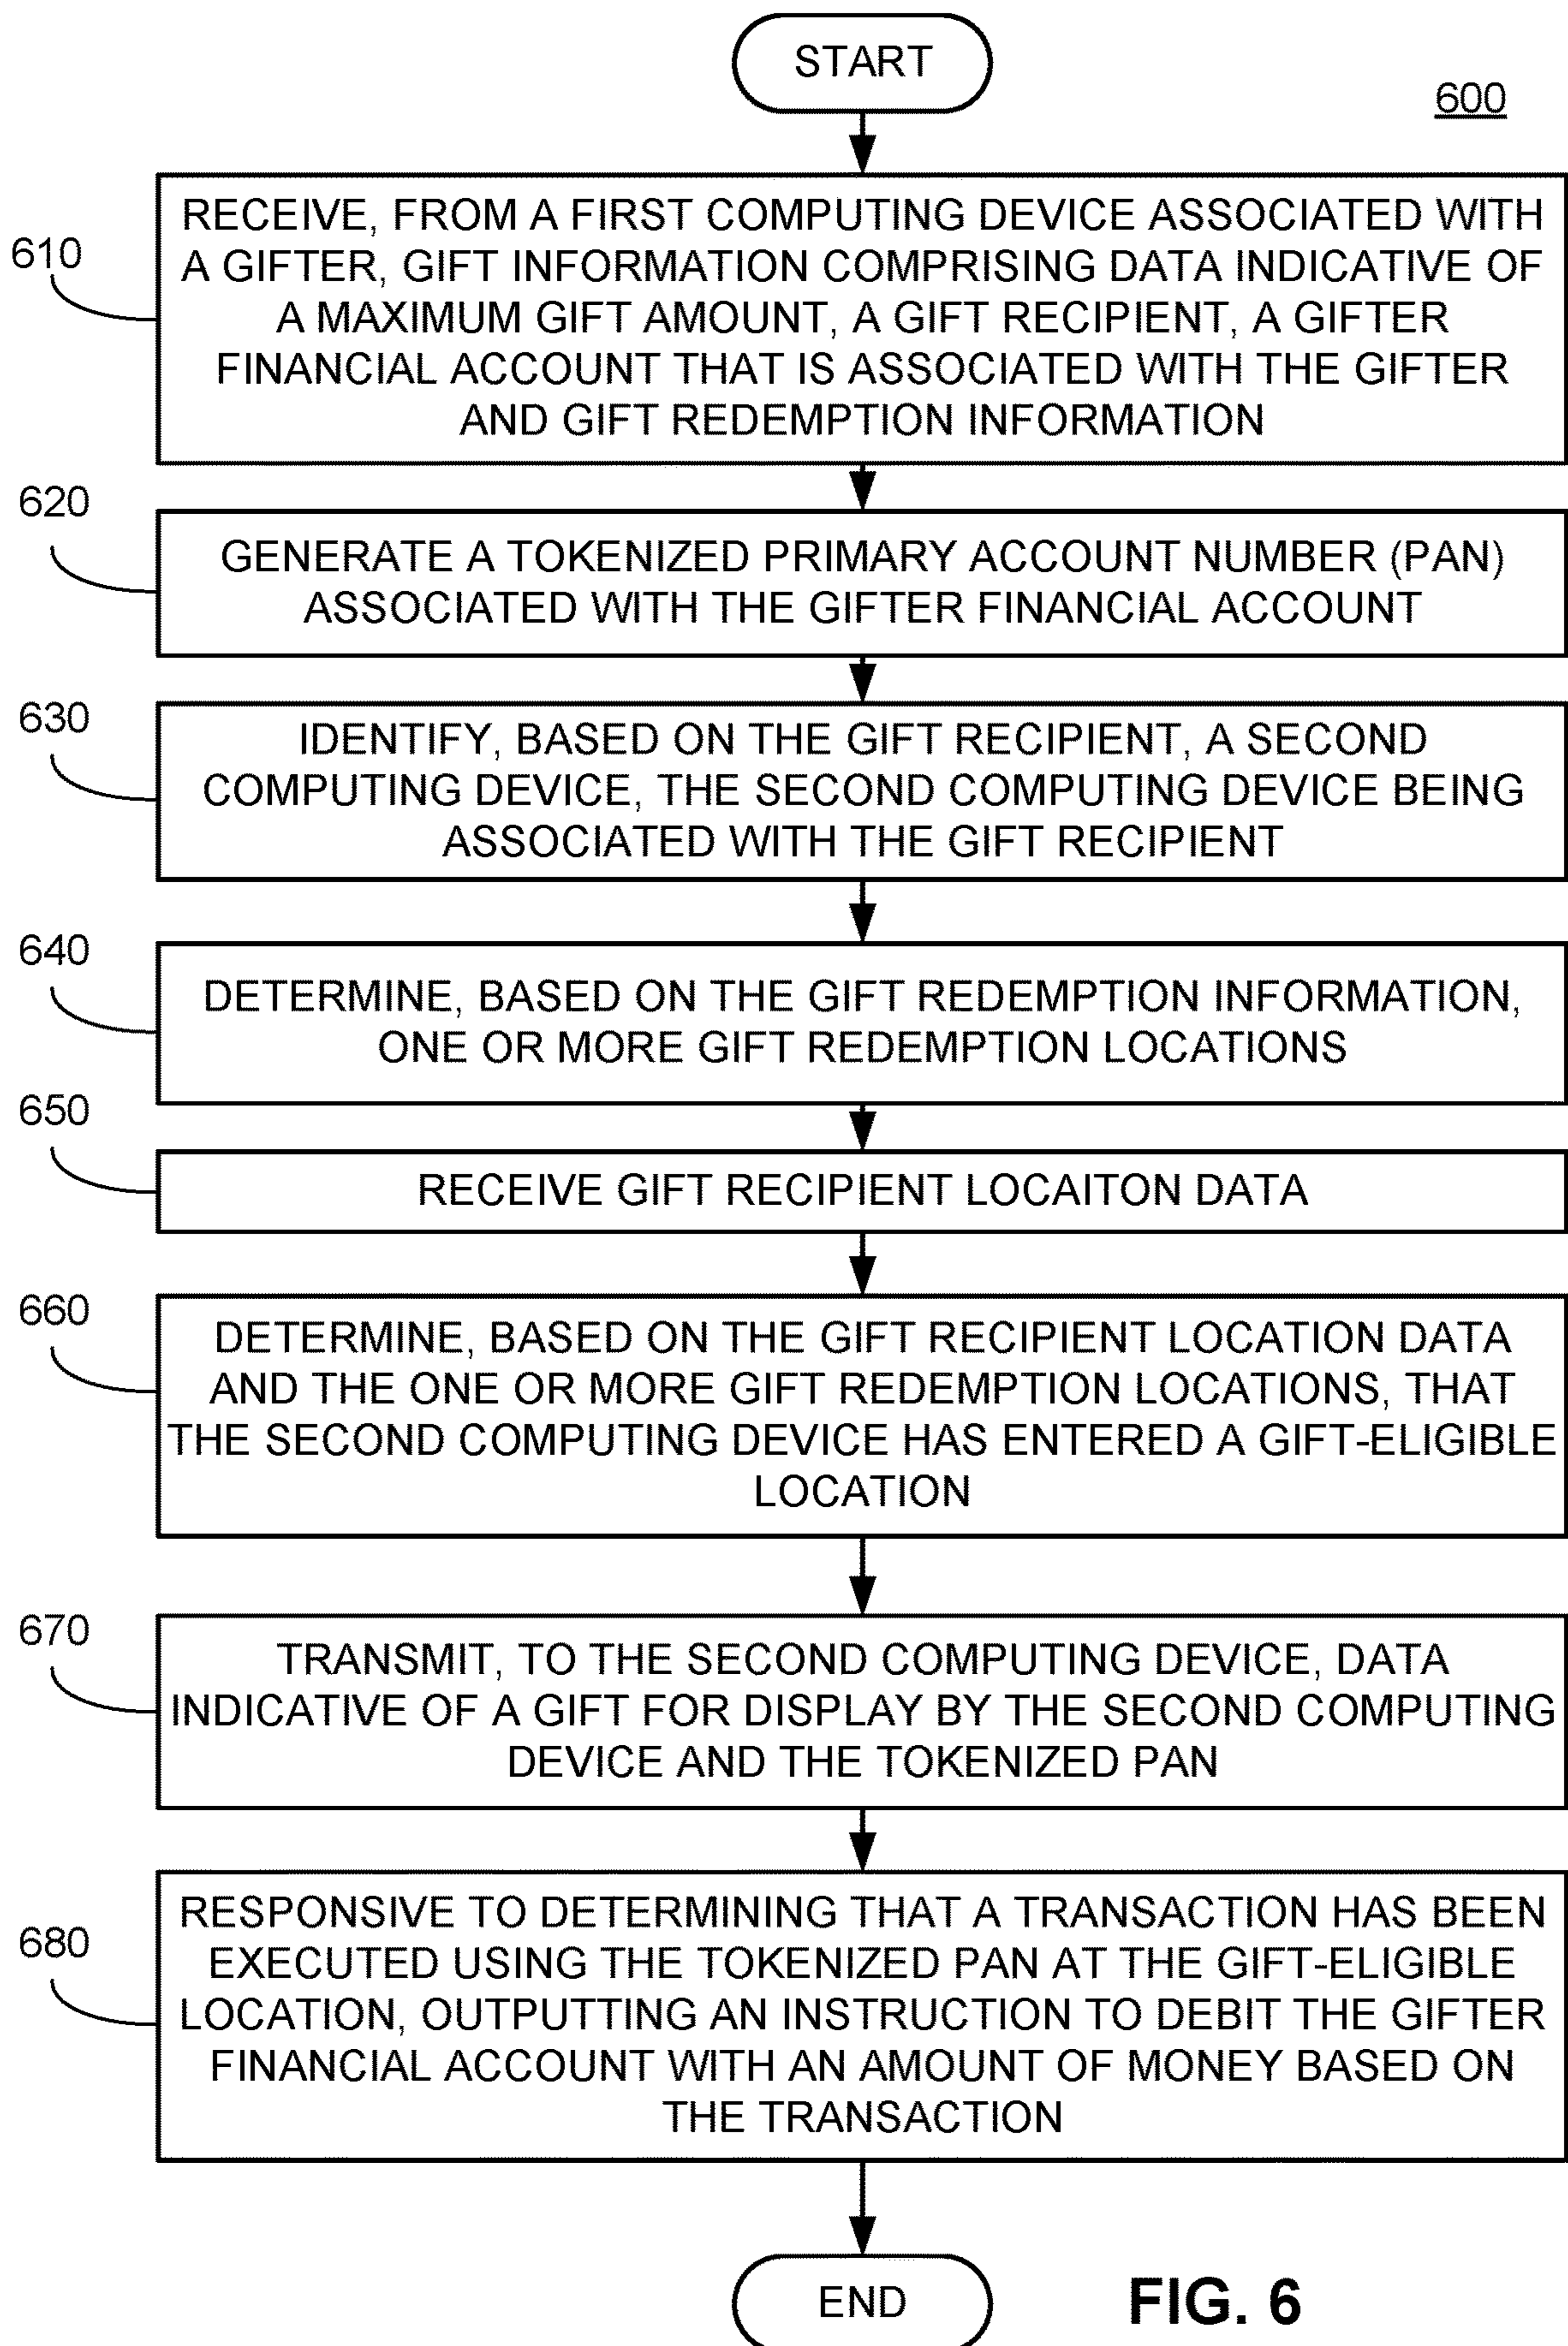 START
600
610
RECEIVE, FROM A FIRST COMPUTING DEVICE ASSOCIATED WITH
A GIFTER, GIFT INFORMATION COMPRISING DATA INDICATIVE OF
A MAXIMUM GIFT AMOUNT, A GIFT RECIPIENT, A GIFTER
FINANCIAL ACCOUNT THAT IS ASSOCIATED WITH THE GIFTER
AND GIFT REDEMPTION INFORMATION
620
GENERATE A TOKENIZED PRIMARY ACCOUNT NUMBER (PAN)
ASSOCIATED WITH THE GIFTER FINANCIAL ACCOUNT
630
IDENTIFY, BASED ON THE GIFT RECIPIENT, A SECOND
COMPUTING DEVICE, THE SECOND COMPUTING DEVICE BEING
ASSOCIATED WITH THE GIFT RECIPIENT
640
DETERMINE, BASED ON THE GIFT REDEMPTION INFORMATION,
ONE OR MORE GIFT REDEMPTION LOCATIONS
650
RECEIVE GIFT RECIPIENT LOCAITON DATA
660
DETERMINE, BASED ON THE GIFT RECIPIENT LOCATION DATA
AND THE ONE OR MORE GIFT REDEMPTION LOCATIONS, THAT
THE SECOND COMPUTING DEVICE HAS ENTERED A GIFT-ELIGIBLE
LOCATION
670
TRANSMIT, TO THE SECOND COMPUTING DEVICE, DATA
INDICATIVE OF A GIFT FOR DISPLAY BY THE SECOND COMPUTING
DEVICE AND THE TOKENIZED PAN
680
RESPONSIVE TO DETERMINING THAT A TRANSACTION HAS BEEN
EXECUTED USING THE TOKENIZED PAN AT THE GIFT-ELIGIBLE
LOCATION, OUTPUTTING AN INSTRUCTION TO DEBIT THE GIFTER
FINANCIAL ACCOUNT WITH AN AMOUNT OF MONEY BASED ON
THE TRANSACTION
END
FIG. 6